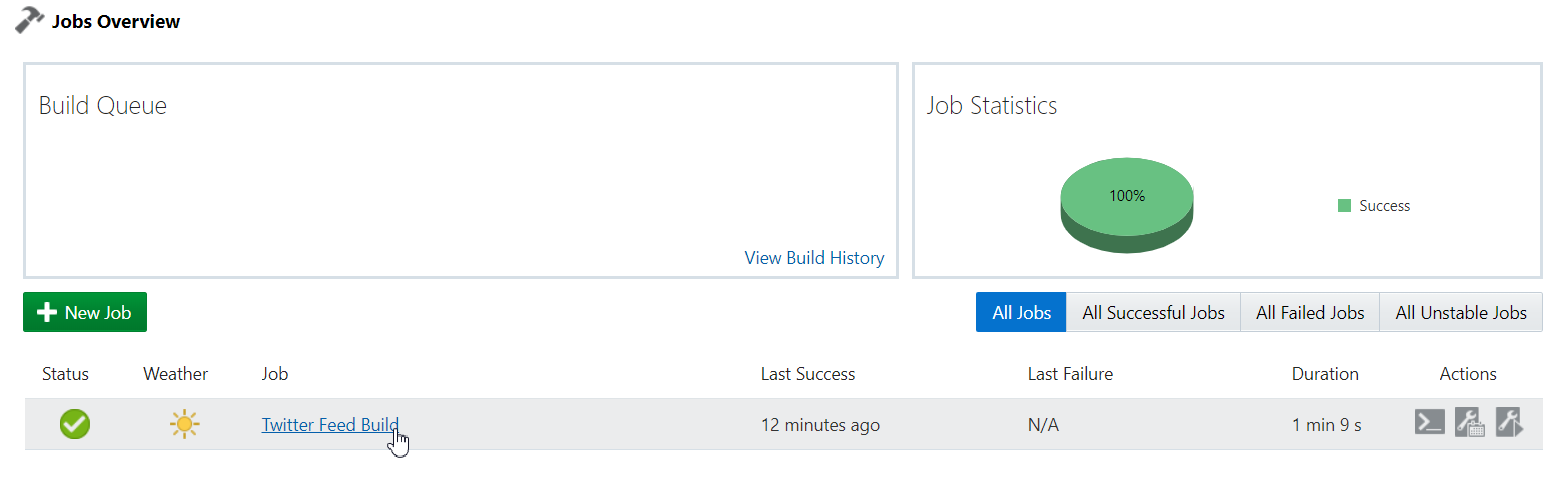 Jobs Overview
Build Queue
View Build History
Job Statistics
100%
Success
New Job
All Jobs All Successful Jobs All Failed Jobs All Unstable Jobs
Status Weather Job Last Success Last Failure Duration Actions
Twitter Feed Build 12 minutes ago N/A 1 min 9 s